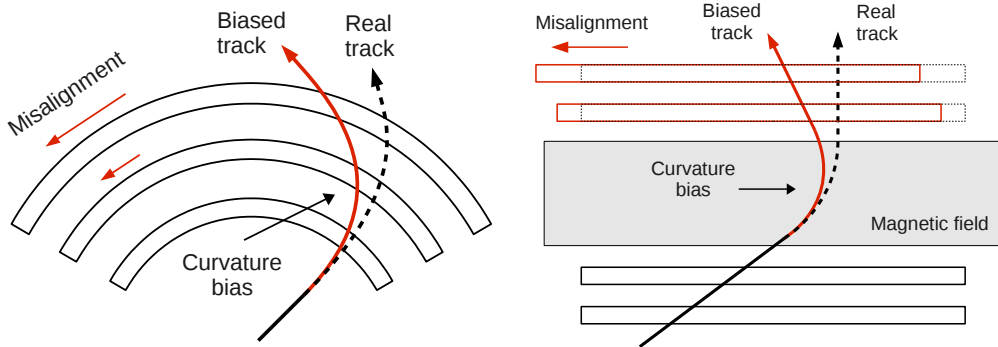 Biased
track
Real
track
Misalignment
Curvature
bias
Misalignment
Biased
track
Real
track
Curvature
bias
Magnetic field